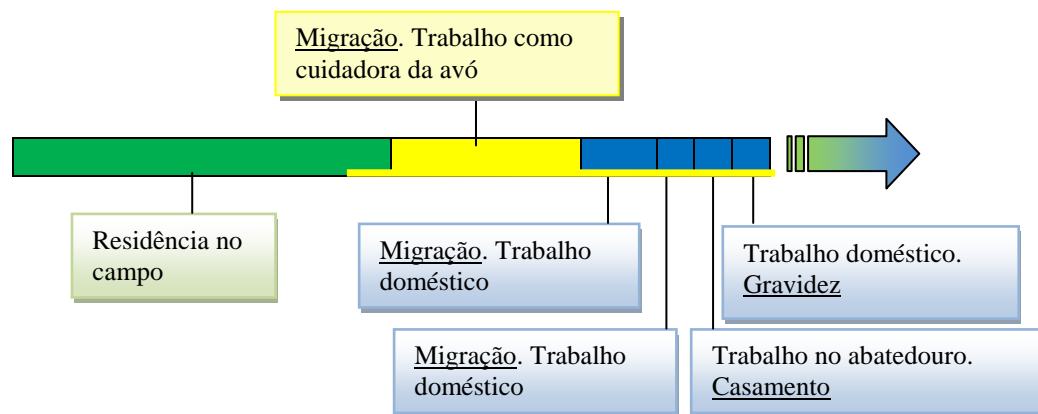 Migração. Trabalho como
cuidadora da avó
Residência no
campo
Migração. Trabalho
doméstico
Trabalho doméstico.
Gravidez
Migração. Trabalho
doméstico
Trabalho no abatedouro.
Casamento